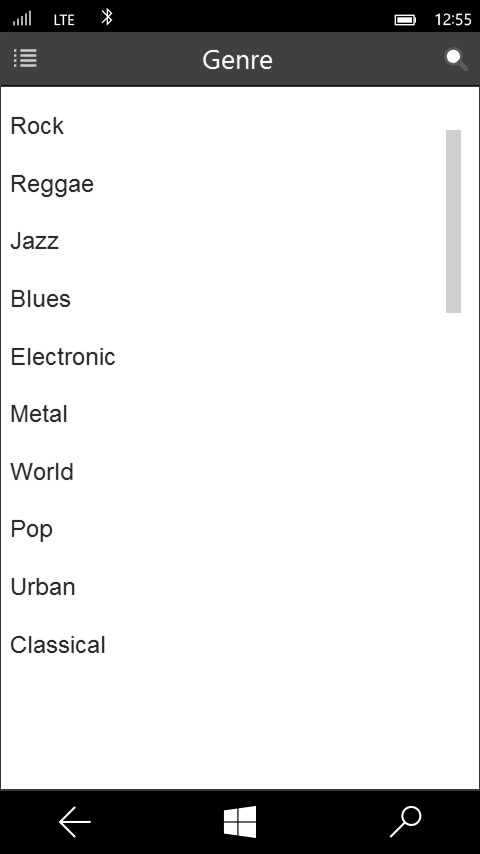 LTE 12:55
Genre
Rock
Reggae
Jazz
Blues
Electronic
Metal
World
Pop
Urban
Classical